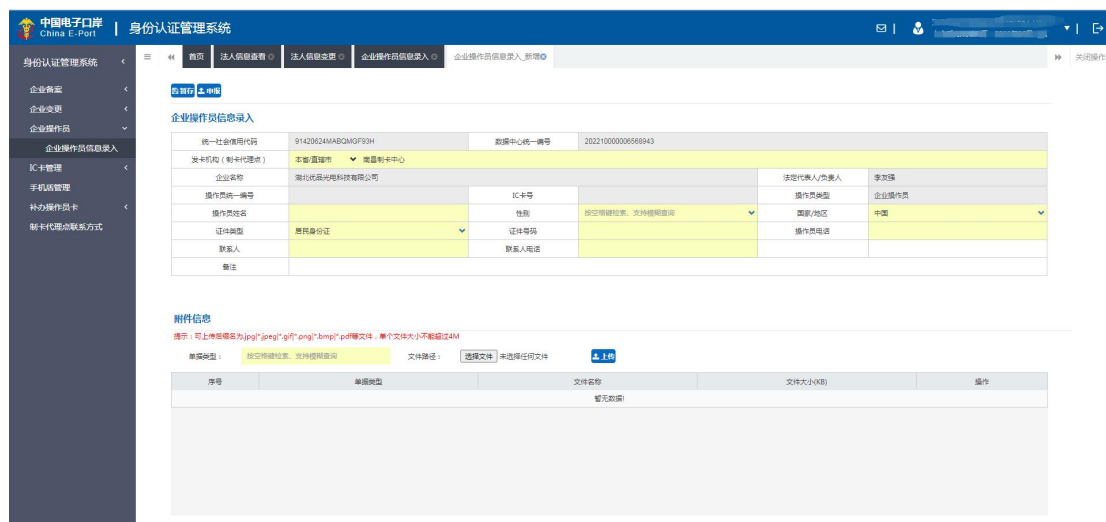 中国电子口岸 | 身份认证管理系统
China E-Port
身份认证管理系统
首页 法人信息查看 法人信息变更 企业操作员信息录入 企业操作员信息录入_新增 关闭操作
企业备案
企业变更
企业操作员
企业操作员信息录入
IC卡管理
手机盾管理
补办操作员卡
制卡代理点联系方式
暂存 申报
企业操作员信息录入
统一社会信用代码 91420624MABQMGF93H 数据中心统一编号 202210000006568943
发卡机构（制卡代理点） 本省/直辖市 南昌制卡中心
企业名称 湖北优品光电科技有限公司 法定代表人/负责人 李友强
操作员统一编号 IC卡号 操作员类型 企业操作员
操作员姓名 性别 按空格键检索、支持模糊查询 国家/地区 中国
证件类型 居民身份证 证件号码 操作员电话
联系人 联系人电话
备注
附件信息
提示：可上传后缀名为.jpg|*.jpeg|*.gif|*.png|*.bmp|*.pdf等文件，单个文件大小不能超过4M
单据类型： 按空格键检索、支持模糊查询 文件路径： 选择文件 未选择任何文件 上传
序号 单据类型 文件名称 文件大小(KB) 操作
暂无数据!